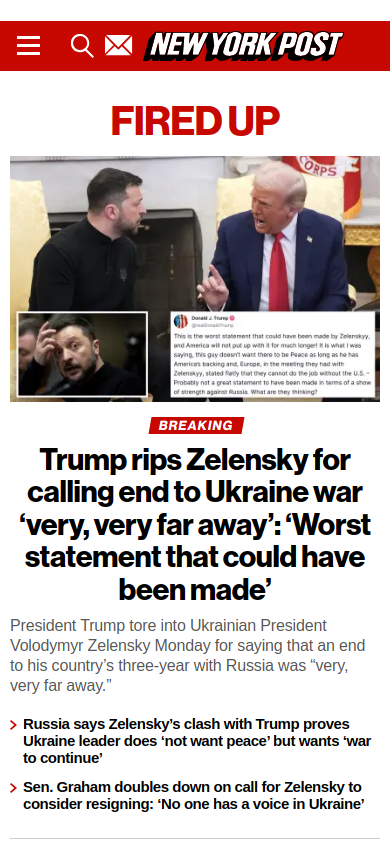 NEW YORK POST
FIRED UP
CORPS
Donald J. Trump
@realDonaldTrump
This is the worst statement that could have been made by Zelenskyy,
and America will not put up with it for much longer! It is what I was
saying, this guy doesn't want there to be Peace as long as he has
America's backing and, Europe, in the meeting they had with
Zelenskyy, stated flatly that they cannot do the job without the U.S. –
Probably not a great statement to have been made in terms of a show
of strength against Russia. What are they thinking?
BREAKING
Trump rips Zelensky for
calling end to Ukraine war
‘very, very far away’: ‘Worst
statement that could have
been made’
President Trump tore into Ukrainian President
Volodymyr Zelensky Monday for saying that an end
to his country’s three-year with Russia was “very,
very far away.”
Russia says Zelensky’s clash with Trump proves
Ukraine leader does ‘not want peace’ but wants ‘war
to continue’
Sen. Graham doubles down on call for Zelensky to
consider resigning: ‘No one has a voice in Ukraine’